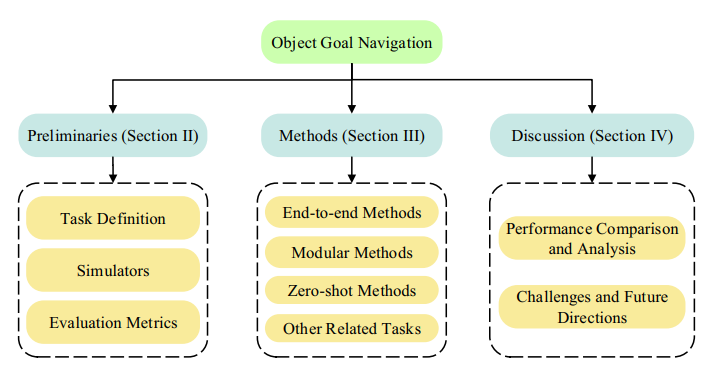 Object Goal Navigation
Preliminaries (Section II)
Methods (Section III)
Discussion (Section IV)
Task Definition
Simulators
Evaluation Metrics
End-to-end Methods
Modular Methods
Zero-shot Methods
Other Related Tasks
Performance Comparison
and Analysis
Challenges and Future
Directions